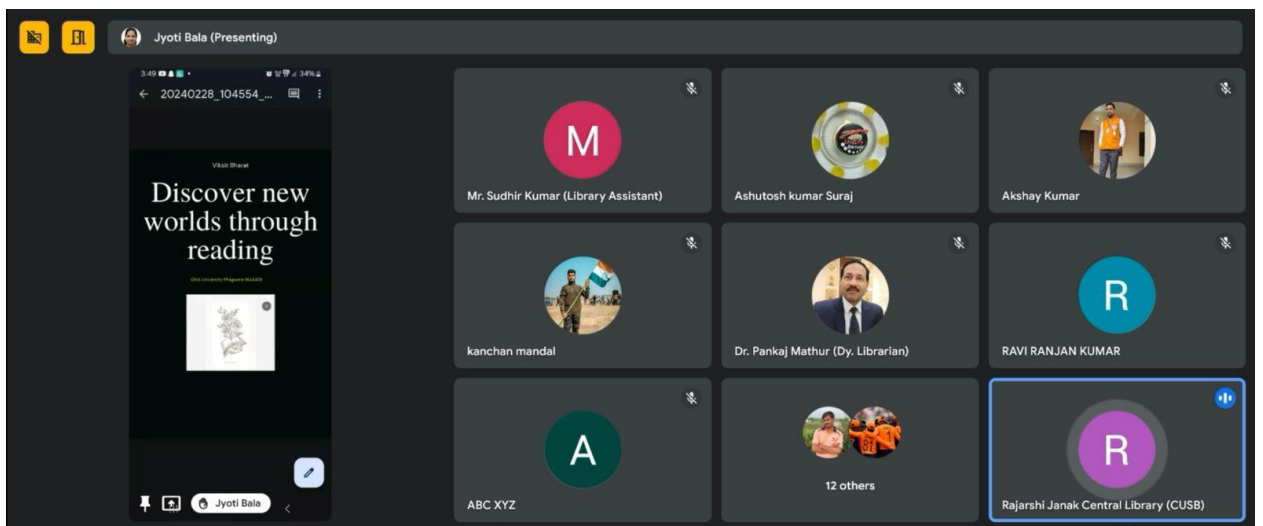 Jyoti Bala (Presenting)
3:49
34%
20240228_104554_...
Viksit Bharat
Discover new
worlds through
reading
Jyoti Bala
M
Mr. Sudhir Kumar (Library Assistant)
Ashutosh kumar Suraj
Akshay Kumar
kanchan mandal
Dr. Pankaj Mathur (Dy. Librarian)
R
RAVI RANJAN KUMAR
A
ABC XYZ
12 others
R
Rajarshi Janak Central Library (CUSB)